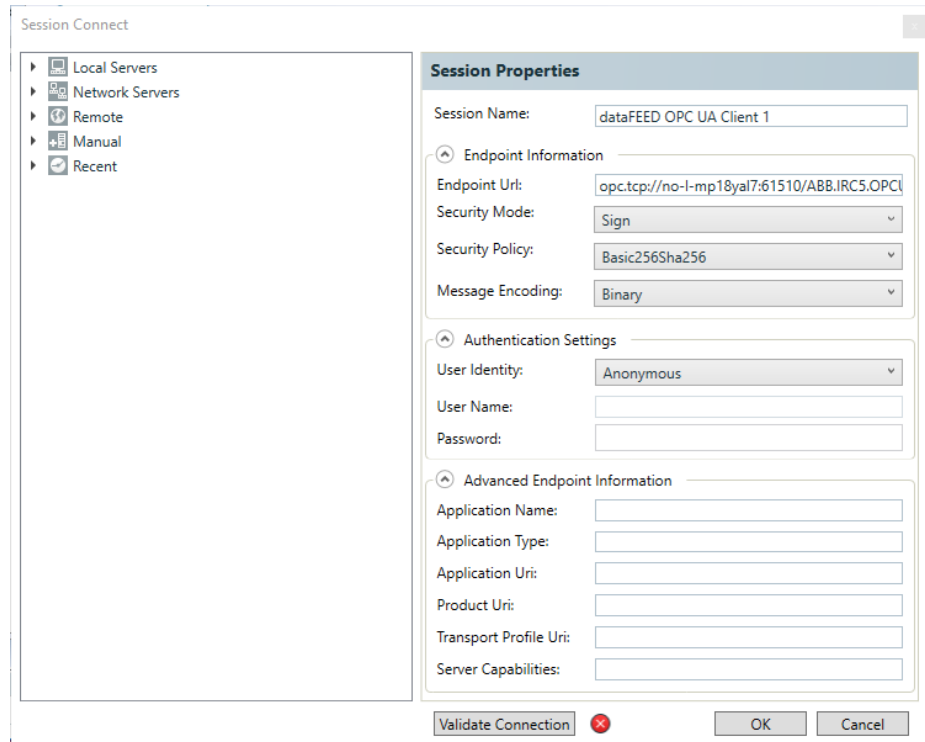 Session Connect
Local Servers
Network Servers
Remote
Manual
Recent
Session Properties
Session Name: dataFEED OPC UA Client 1
Endpoint Information
Endpoint Url: opc.tcp://no-l-mp18yal7:61510/ABB.IRC5.OPCU
Security Mode: Sign
Security Policy: Basic256Sha256
Message Encoding: Binary
Authentication Settings
User Identity: Anonymous
User Name:
Password:
Advanced Endpoint Information
Application Name:
Application Type:
Application Uri:
Product Uri:
Transport Profile Uri:
Server Capabilities:
Validate Connection OK Cancel